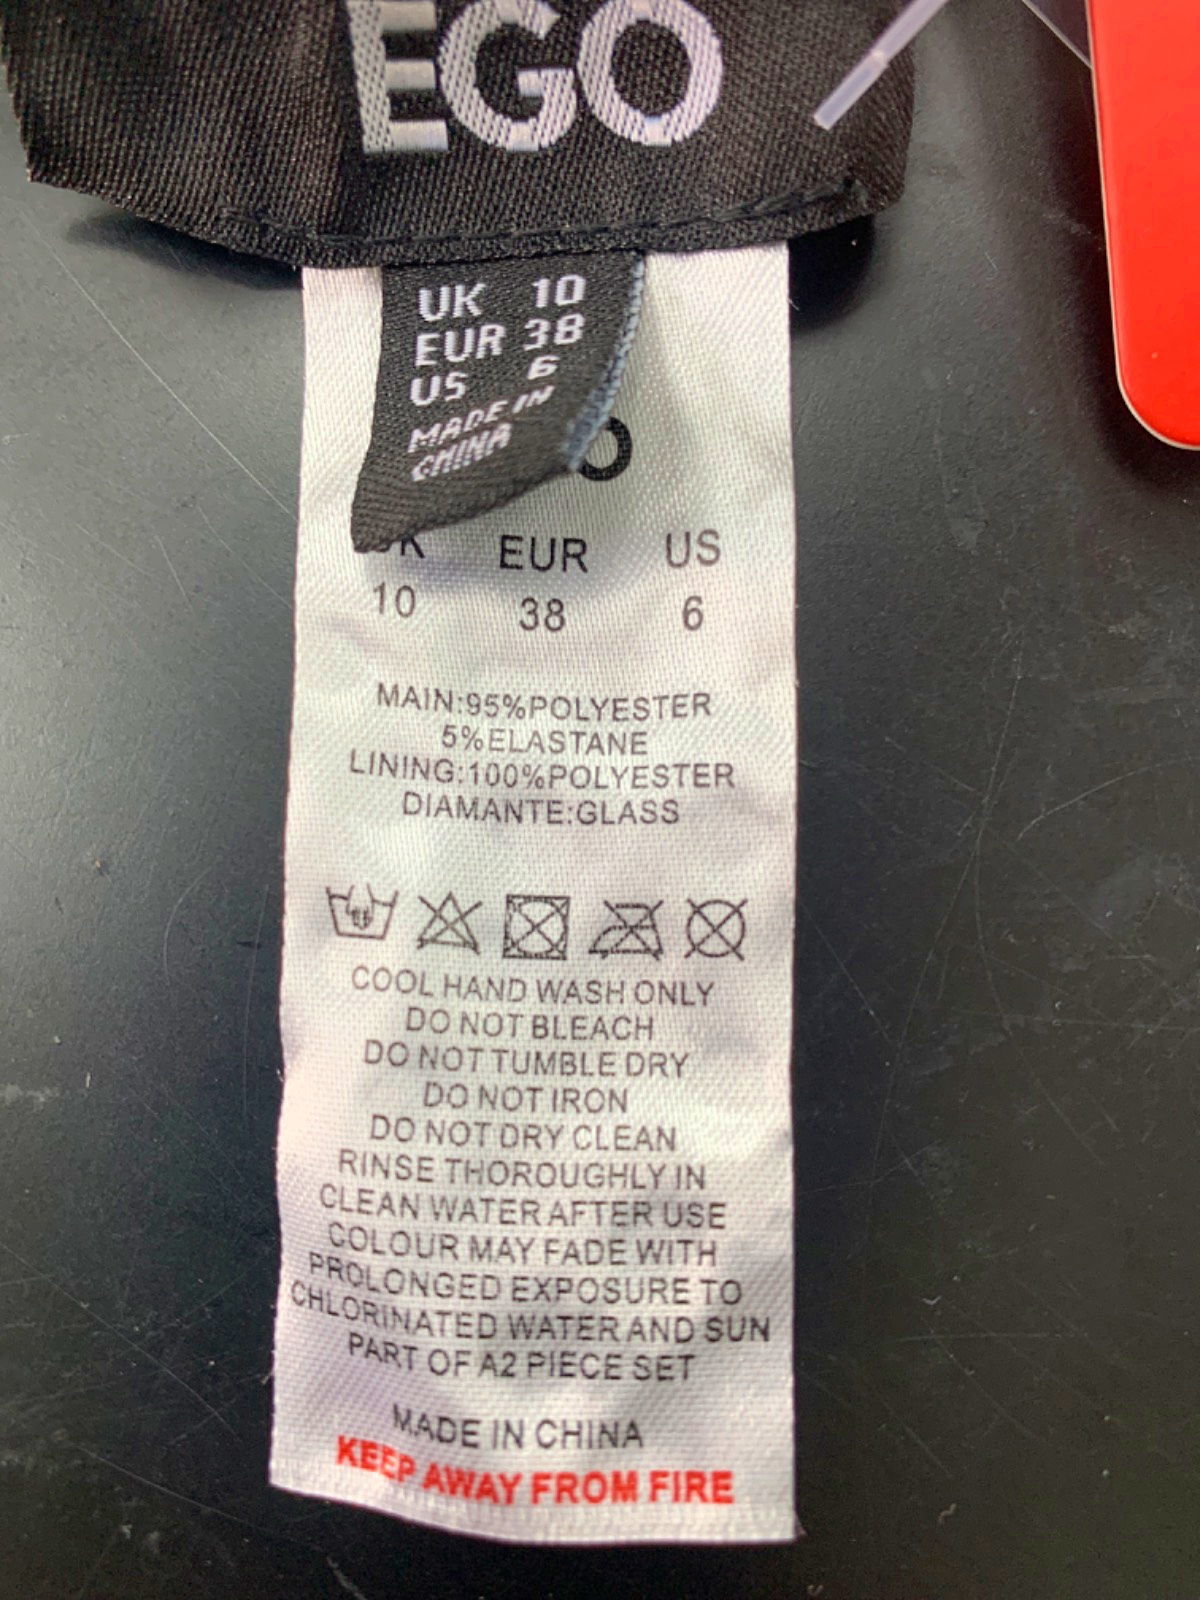 EGO
UK 10
EUR 38
US 6
MADE IN
CHINA
O
UK EUR US
10 38 6
MAIN:95%POLYESTER
5%ELASTANE
LINING:100%POLYESTER
DIAMANTE:GLASS
COOL HAND WASH ONLY
DO NOT BLEACH
DO NOT TUMBLE DRY
DO NOT IRON
DO NOT DRY CLEAN
RINSE THOROUGHLY IN
CLEAN WATER AFTER USE
COLOUR MAY FADE WITH
PROLONGED EXPOSURE TO
CHLORINATED WATER AND SUN
PART OF A2 PIECE SET
MADE IN CHINA
KEEP AWAY FROM FIRE